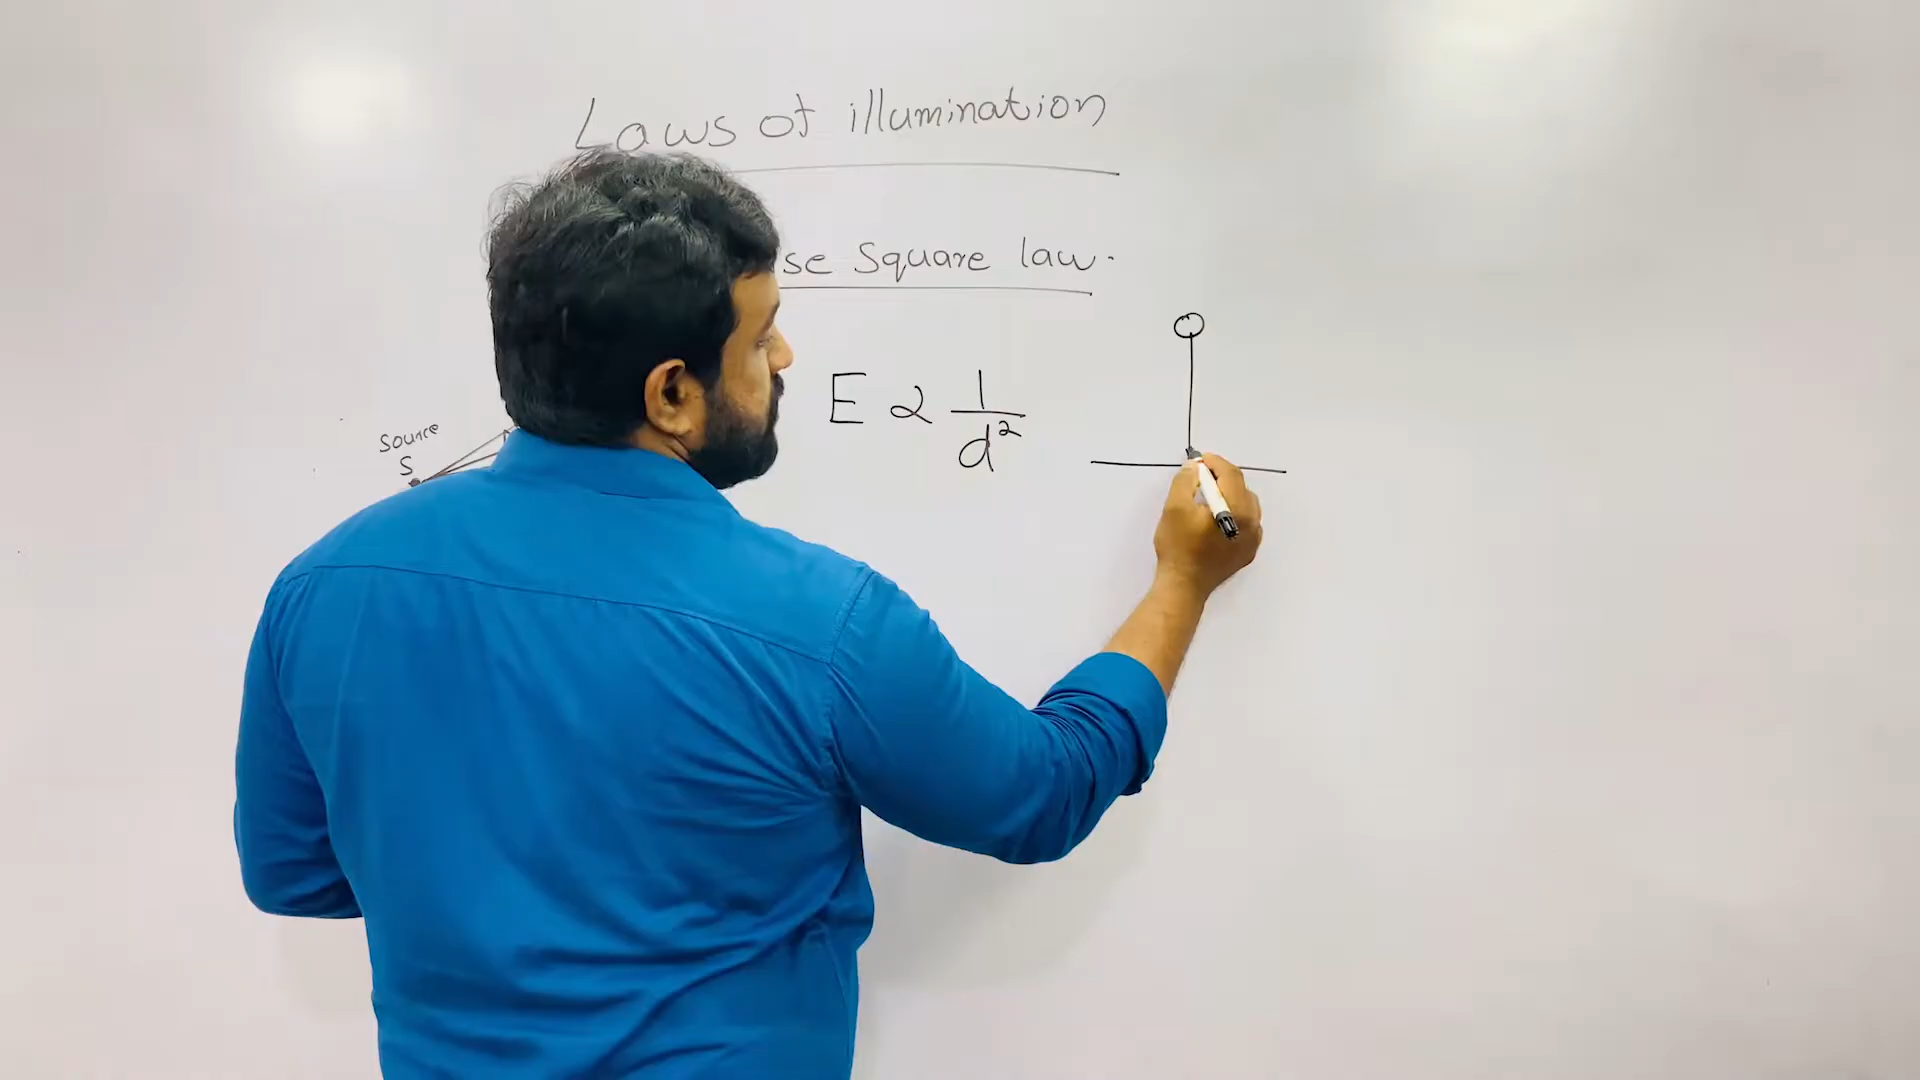 Laws of illumination
se Square law.
E ∝ 1/d²
Source
S